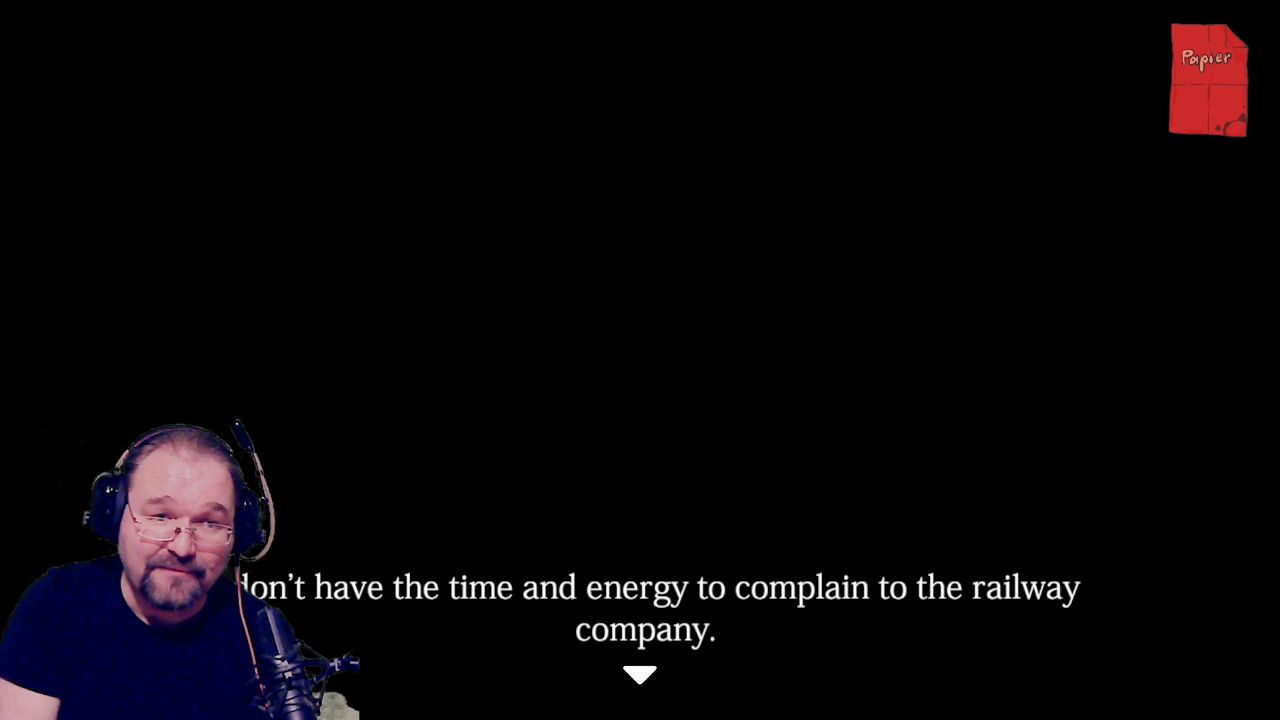 Papier
don't have the time and energy to complain to the railway
company.